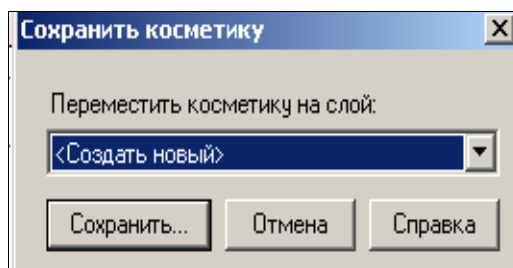 Сохранить косметику
Переместить косметику на слой:
<Создать новый>
Сохранить... Отмена Справка